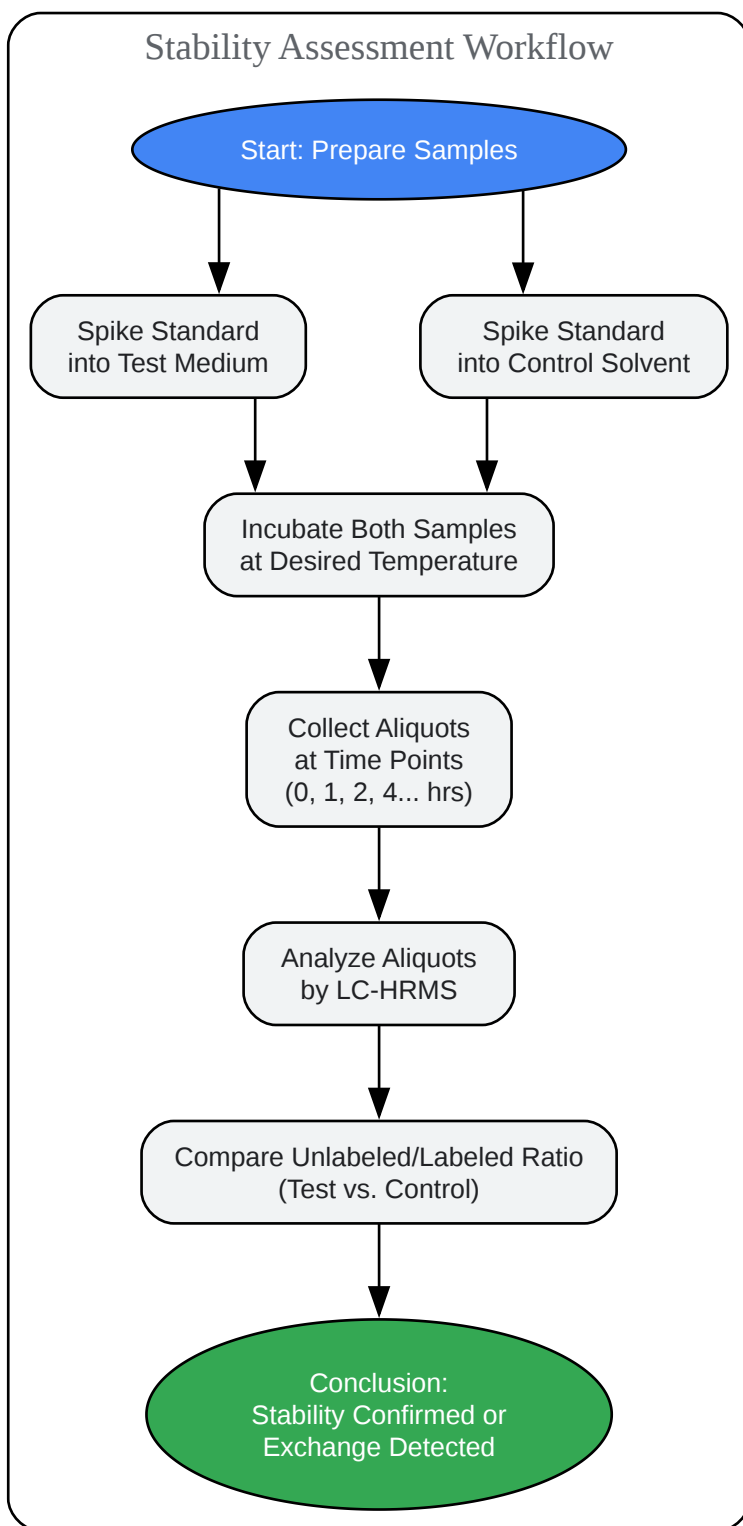 Stability Assessment Workflow
Start: Prepare Samples
Spike Standard
into Test Medium
Spike Standard
into Control Solvent
Incubate Both Samples
at Desired Temperature
Collect Aliquots
at Time Points
(0, 1, 2, 4... hrs)
Analyze Aliquots
by LC-HRMS
Compare Unlabeled/Labeled Ratio
(Test vs. Control)
Conclusion:
Stability Confirmed or
Exchange Detected